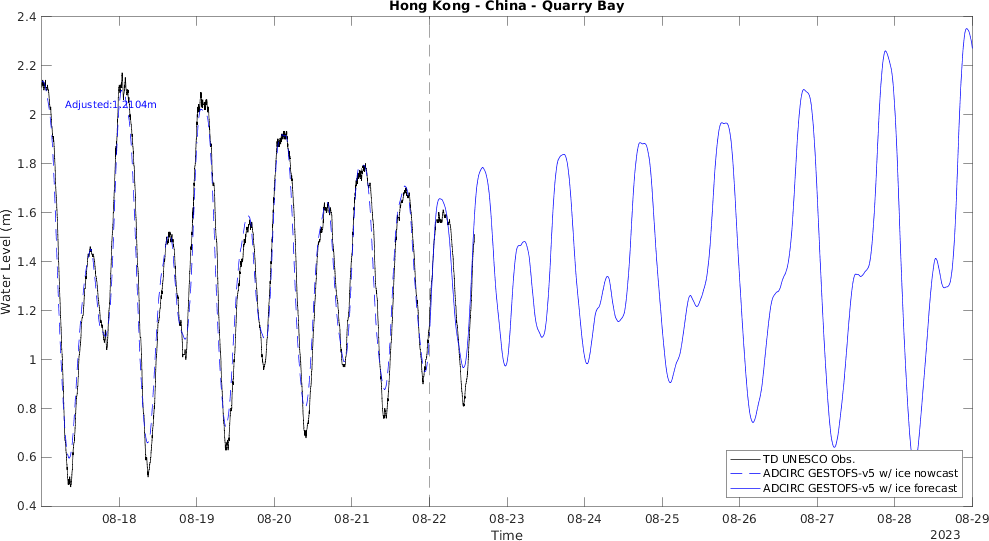 Hong Kong - China - Quarry Bay
2.4
2.2
2
1.8
1.6
1.4
1.2
1
0.8
0.6
0.4
Water Level (m)
Adjusted:1.2104m
TD UNESCO Obs.
ADCIRC GESTOFS-v5 w/ ice nowcast
ADCIRC GESTOFS-v5 w/ ice forecast
08-18 08-19 08-20 08-21 08-22 08-23 08-24 08-25 08-26 08-27 08-28 08-29
Time
2023